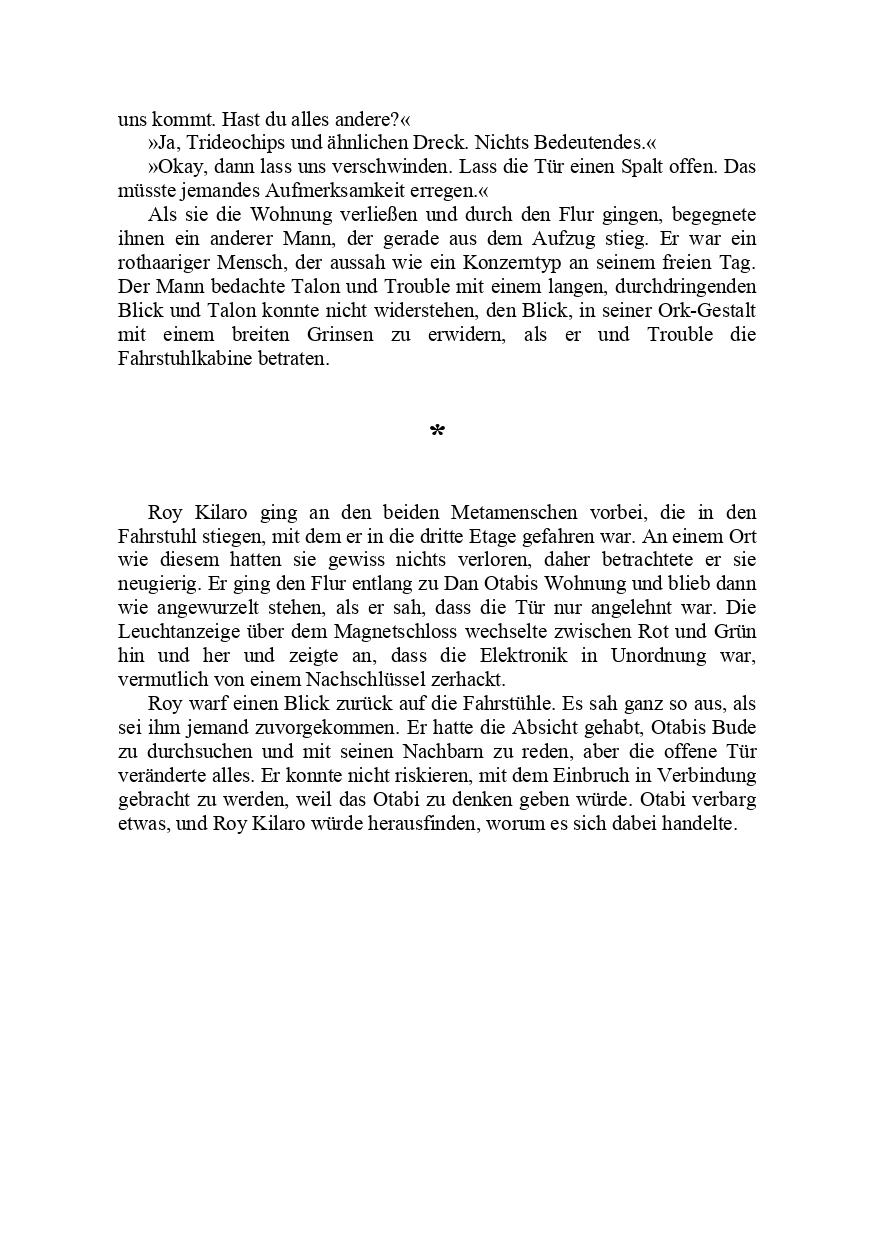 uns kommt. Hast du alles andere?«
»Ja, Trideochips und ähnlichen Dreck. Nichts Bedeutendes.«
»Okay, dann lass uns verschwinden. Lass die Tür einen Spalt offen. Das
müsste jemandes Aufmerksamkeit erregen.«
Als sie die Wohnung verließen und durch den Flur gingen, begegnete
ihnen ein anderer Mann, der gerade aus dem Aufzug stieg. Er war ein
rothaariger Mensch, der aussah wie ein Konzerntyp an seinem freien Tag.
Der Mann bedachte Talon und Trouble mit einem langen, durchdringenden
Blick und Talon konnte nicht widerstehen, den Blick, in seiner Ork-Gestalt
mit einem breiten Grinsen zu erwidern, als er und Trouble die
Fahrstuhlkabine betraten.
*
Roy Kilaro ging an den beiden Metamenschen vorbei, die in den
Fahrstuhl stiegen, mit dem er in die dritte Etage gefahren war. An einem Ort
wie diesem hatten sie gewiss nichts verloren, daher betrachtete er sie
neugierig. Er ging den Flur entlang zu Dan Otabis Wohnung und blieb dann
wie angewurzelt stehen, als er sah, dass die Tür nur angelehnt war. Die
Leuchtanzeige über dem Magnetschloss wechselte zwischen Rot und Grün
hin und her und zeigte an, dass die Elektronik in Unordnung war,
vermutlich von einem Nachschlüssel zerhackt.
Roy warf einen Blick zurück auf die Fahrstühle. Es sah ganz so aus, als
sei ihm jemand zuvorgekommen. Er hatte die Absicht gehabt, Otabis Bude
zu durchsuchen und mit seinen Nachbarn zu reden, aber die offene Tür
veränderte alles. Er konnte nicht riskieren, mit dem Einbruch in Verbindung
gebracht zu werden, weil das Otabi zu denken geben würde. Otabi verbarg
etwas, und Roy Kilaro würde herausfinden, worum es sich dabei handelte.